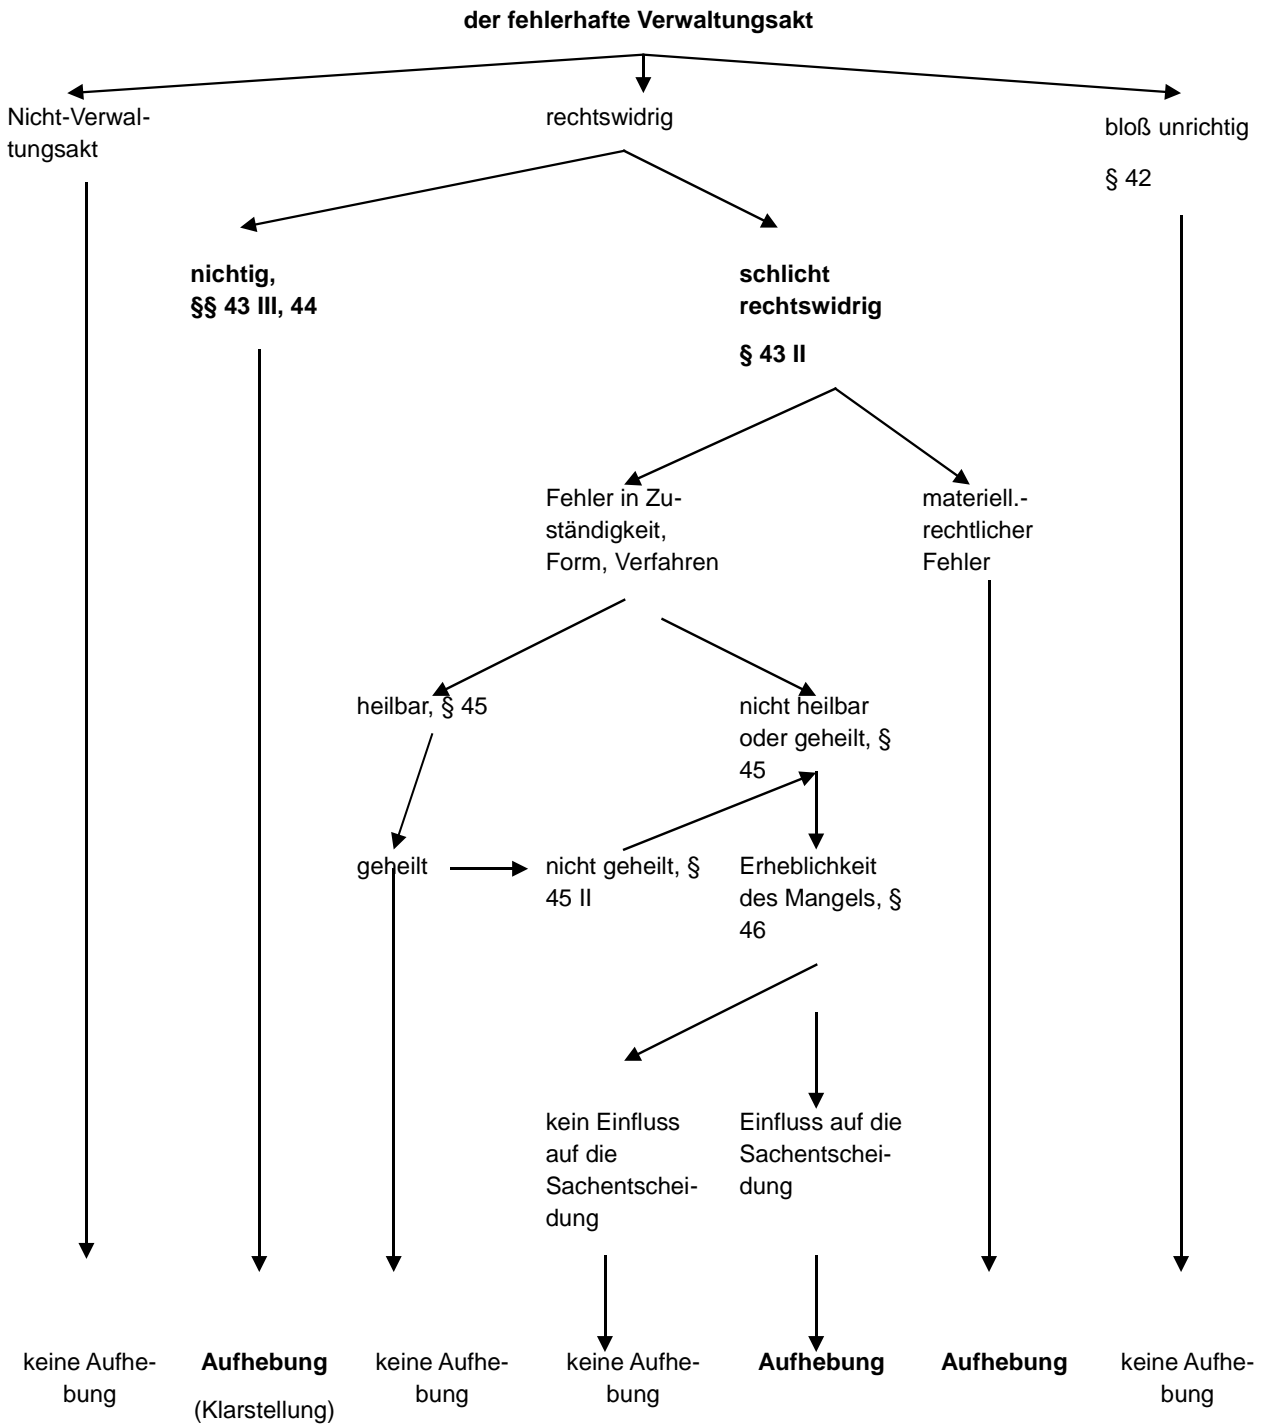 der fehlerhafte Verwaltungsakt
Nicht-Verwal-
tungsakt
rechtswidrig
bloß unrichtig
§ 42
nichtig,
§§ 43 III, 44
schlicht
rechtswidrig
§ 43 II
Fehler in Zu-
ständigkeit,
Form, Verfahren
materiell.-
rechtlicher
Fehler
heilbar, § 45
nicht heilbar
oder geheilt, §
45
geheilt
nicht geheilt, §
45 II
Erheblichkeit
des Mangels, §
46
kein Einfluss
auf die
Sachentschei-
dung
Einfluss auf die
Sachentschei-
dung
keine Aufhe-
bung
Aufhebung
(Klarstellung)
keine Aufhe-
bung
keine Aufhe-
bung
Aufhebung
Aufhebung
keine Aufhe-
bung